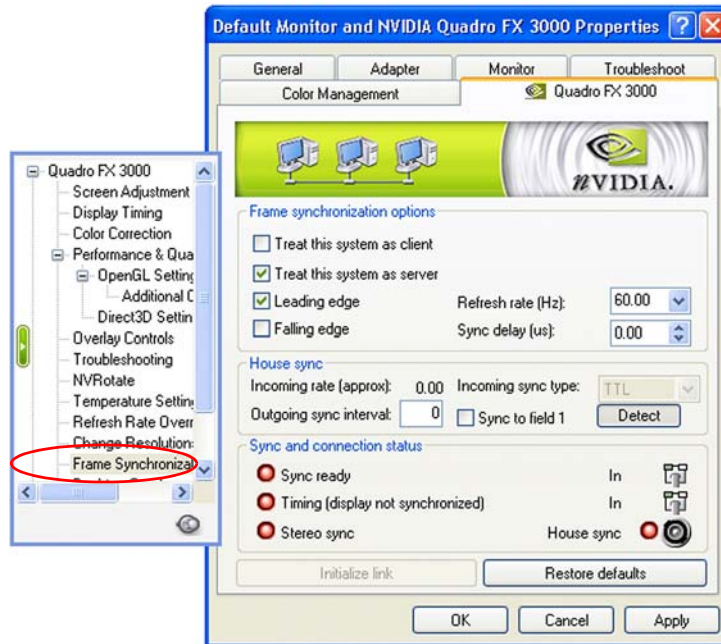 Default Monitor and NVIDIA Quadro FX 3000 Properties
General
Adapter
Monitor
Troubleshoot
Color Management
Quadro FX 3000
nVIDIA.
Quadro FX 3000
Screen Adjustment
Display Timing
Color Correction
Performance & Qua
OpenGL Setting
Additional C
Direct3D Settin
Overlay Controls
Troubleshooting
NVRotate
Temperature Setting
Refresh Rate Overr
Change Resolution
Frame Synchronizat
Frame synchronization options
Treat this system as client
Treat this system as server
Leading edge
Refresh rate (Hz):
60.00
Falling edge
Sync delay (us):
0.00
House sync
Incoming rate (approx):
0.00
Incoming sync type:
TTL
Outgoing sync interval:
0
Sync to field 1
Detect
Sync and connection status
Sync ready
In
Timing (display not synchronized)
In
Stereo sync
House sync
Initialize link
Restore defaults
OK
Cancel
Apply